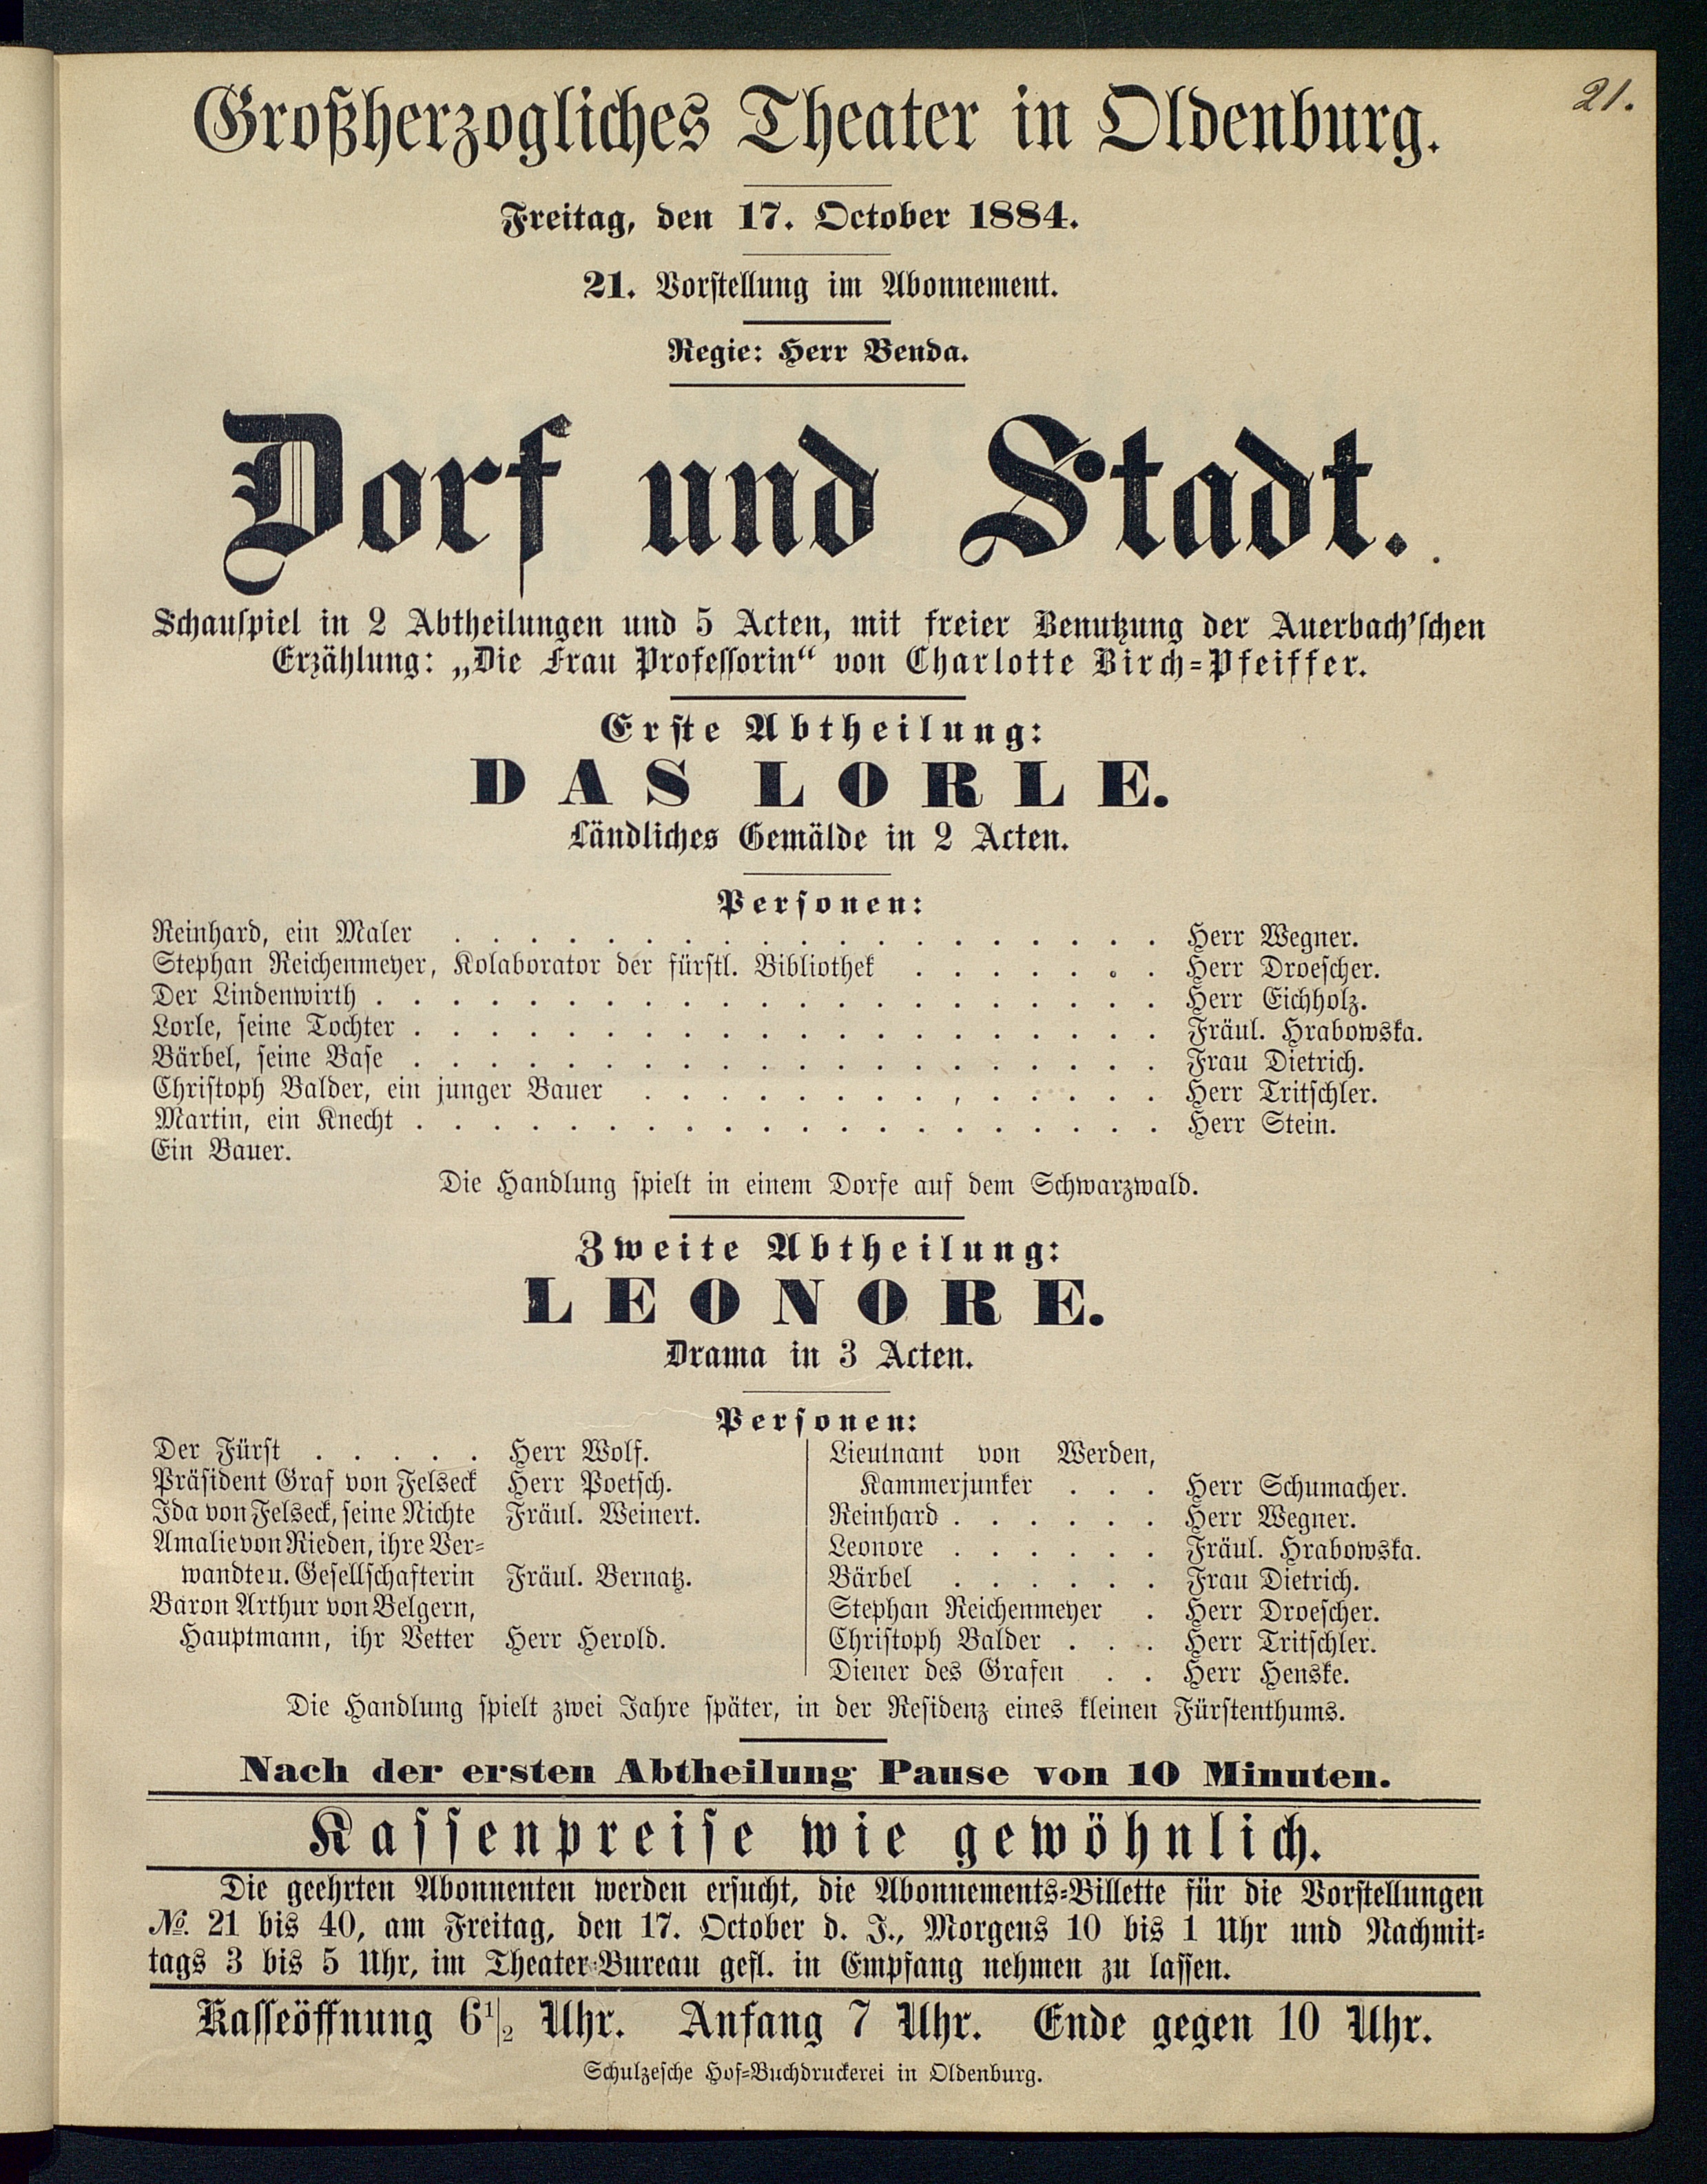 21.
Großherzogliches Theater in Oldenburg.
Freitag, den 17. October 1884.
21. Vorstellung im Abonnement.
Regie: Herr Benda.
Dorf und Stadt.
Schauspiel in 2 Abtheilungen und 5 Acten, mit freier Benutzung der Auerbach'schen
Erzählung: „Die Frau Professorin“ von Charlotte Birch-Pfeiffer.
Erste Abtheilung:
DAS LORLE.
Ländliches Gemälde in 2 Acten.
Personen:
Reinhard, ein Maler . . . . . . . . . . . . . . . . . . . Herr Wegner.
Stephan Reichenmeyer, Kolaborator der fürstl. Bibliothek . . . . . . . Herr Droescher.
Der Lindenwirth . . . . . . . . . . . . . . . . . . . . . Herr Eichholz.
Lorle, seine Tochter . . . . . . . . . . . . . . . . . . . . Fräul. Hrabowska.
Bärbel, seine Base . . . . . . . . . . . . . . . . . . . . Frau Dietrich.
Christoph Balder, ein junger Bauer . . . . . . . . . . . . . . Herr Tritschler.
Martin, ein Knecht . . . . . . . . . . . . . . . . . . . . Herr Stein.
Ein Bauer.
Die Handlung spielt in einem Dorfe auf dem Schwarzwald.
Zweite Abtheilung:
LEONORE.
Drama in 3 Acten.
Personen:
Der Fürst . . . . . Herr Wolf.
Präsident Graf von Felseck Herr Poetsch.
Ida von Felseck, seine Nichte Fräul. Weinert.
Amalie von Rieden, ihre Ver-
wandte u. Gesellschafterin Fräul. Bernatz.
Baron Arthur von Belgern,
Hauptmann, ihr Vetter Herr Herold.
Lieutnant von Werden,
Kammerjunker . . . Herr Schumacher.
Reinhard . . . . . . Herr Wegner.
Leonore . . . . . . Fräul. Hrabowska.
Bärbel . . . . . . Frau Dietrich.
Stephan Reichenmeyer . Herr Droescher.
Christoph Balder . . . Herr Tritschler.
Diener des Grafen . . Herr Henske.
Die Handlung spielt zwei Jahre später, in der Residenz eines kleinen Fürstenthums.
Nach der ersten Abtheilung Pause von 10 Minuten.
Kassenpreise wie gewöhnlich.
Die geehrten Abonnenten werden ersucht, die Abonnements-Billette für die Vorstellungen
№. 21 bis 40, am Freitag, den 17. October d. J., Morgens 10 bis 1 Uhr und Nachmit-
tags 3 bis 5 Uhr, im Theater-Bureau gefl. in Empfang nehmen zu lassen.
Kasseöffnung 6 1/2 Uhr. Anfang 7 Uhr. Ende gegen 10 Uhr.
Schulzesche Hof-Buchdruckerei in Oldenburg.